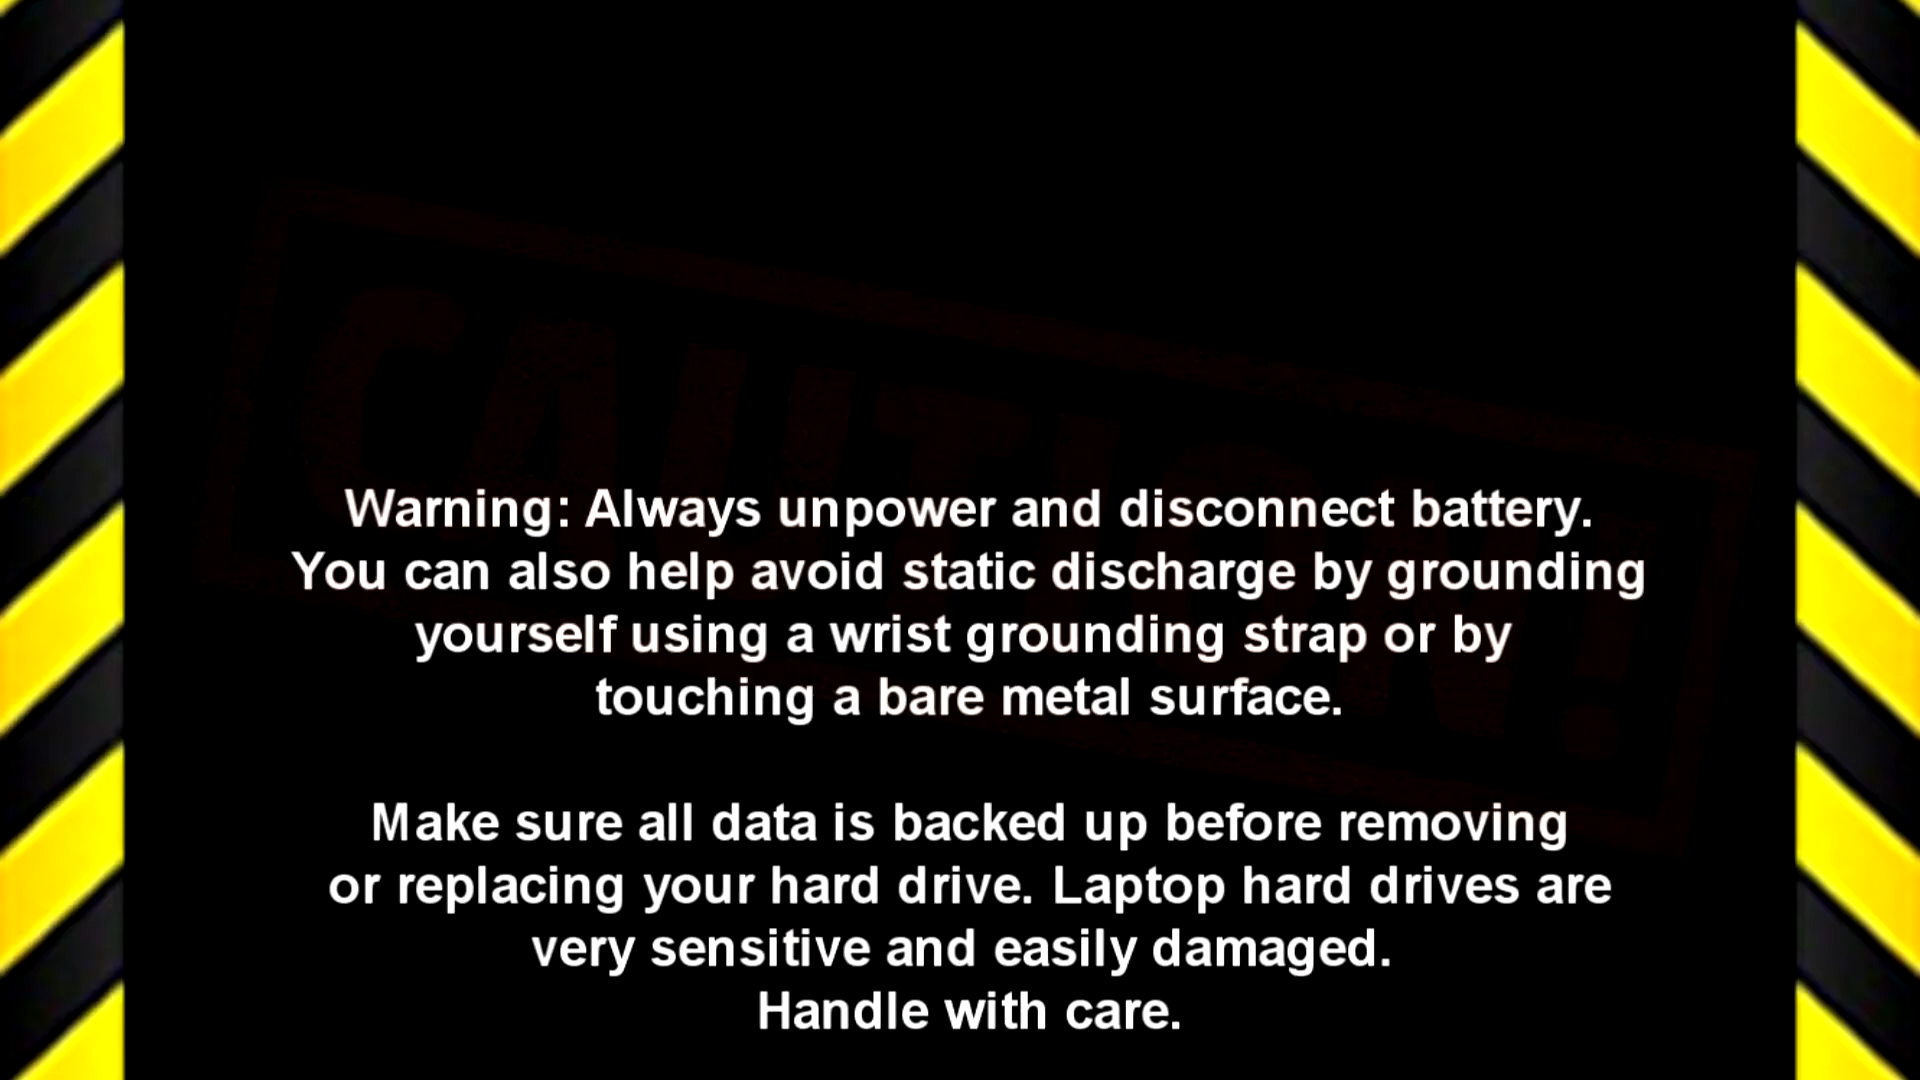 CAUTION!
Warning: Always unpower and disconnect battery.
You can also help avoid static discharge by grounding
yourself using a wrist grounding strap or by
touching a bare metal surface.
Make sure all data is backed up before removing
or replacing your hard drive. Laptop hard drives are
very sensitive and easily damaged.
Handle with care.